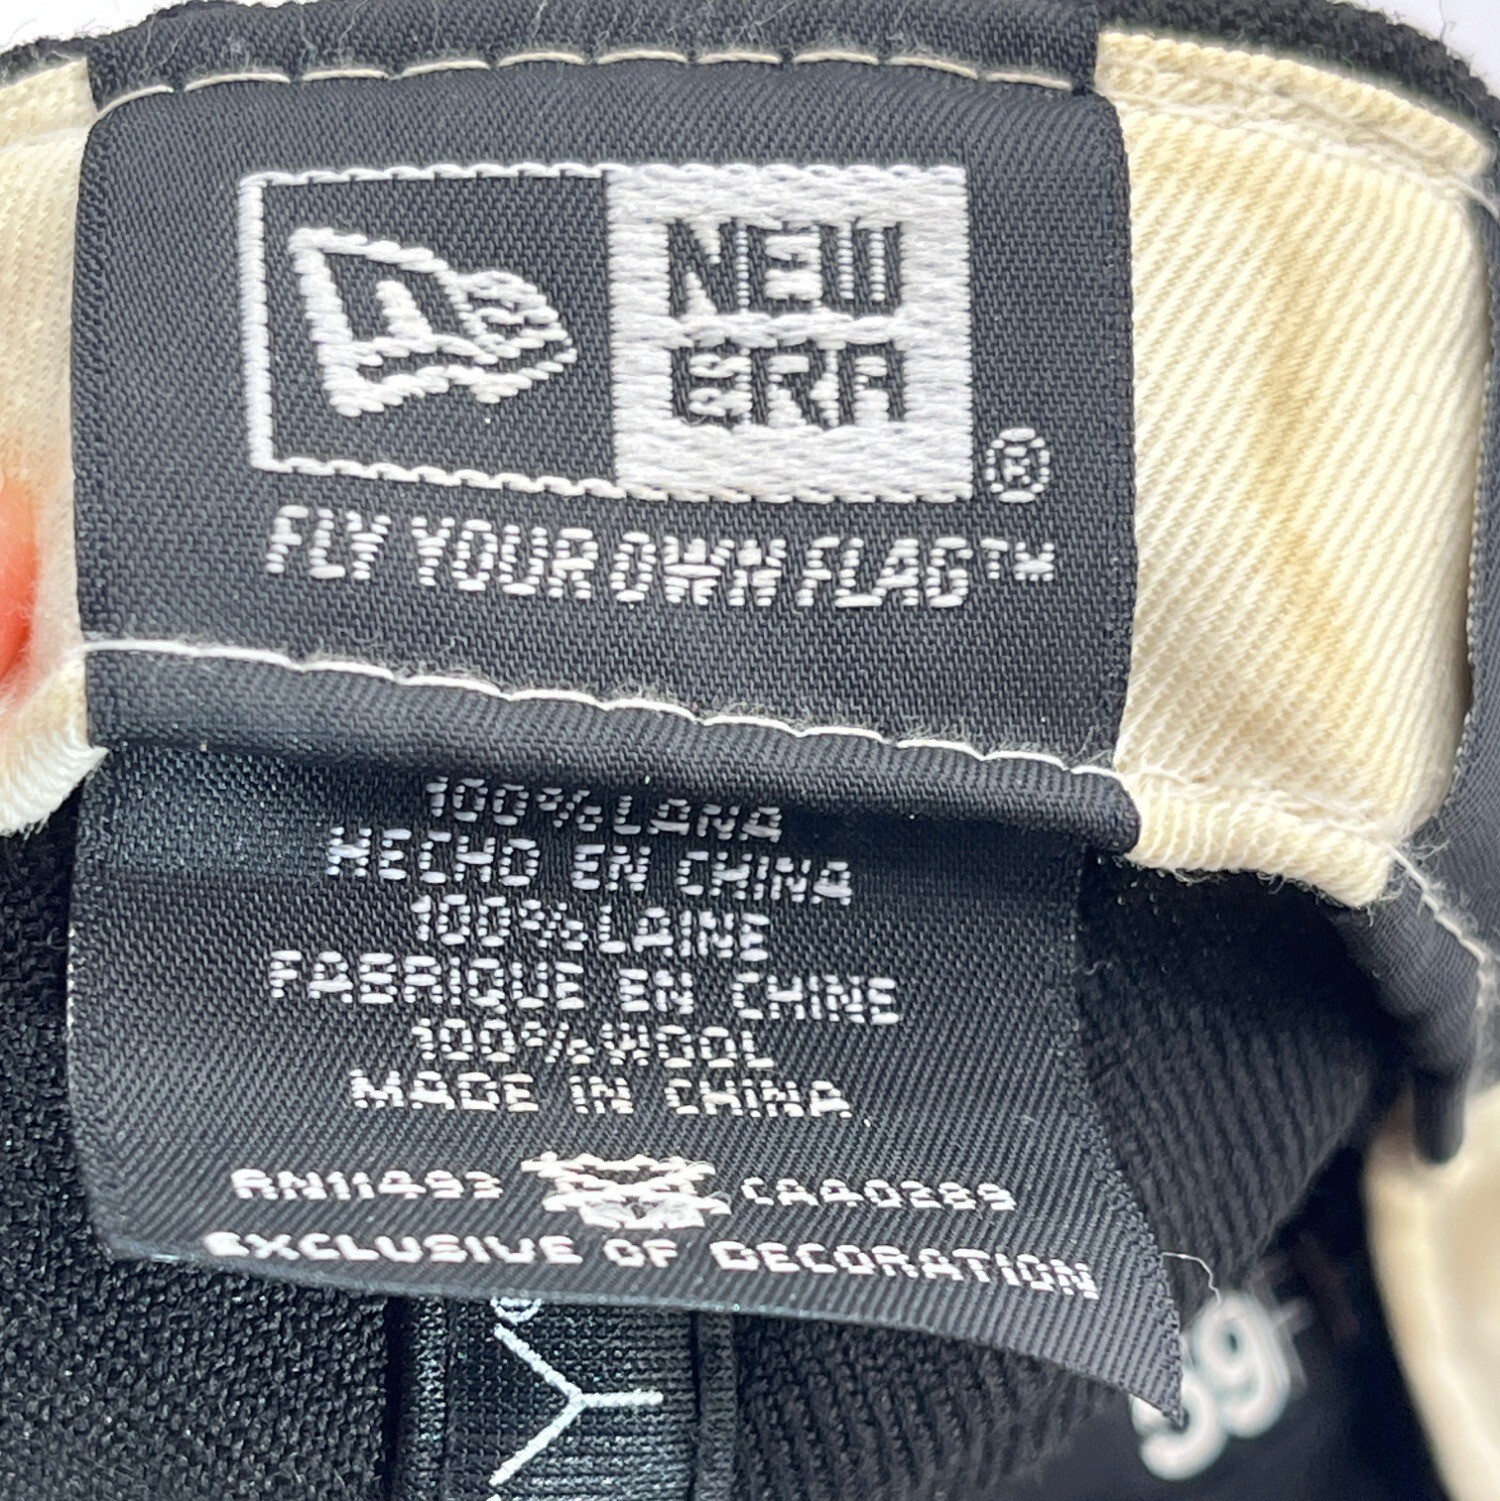 NEW
ERA
®
FLY YOUR OWN FLAG™
100% LANA
HECHO EN CHINA
100% LAINE
FABRIQUE EN CHINE
100% WOOL
MADE IN CHINA
RN11493 CA40289
EXCLUSIVE OF DECORATION
Y
59